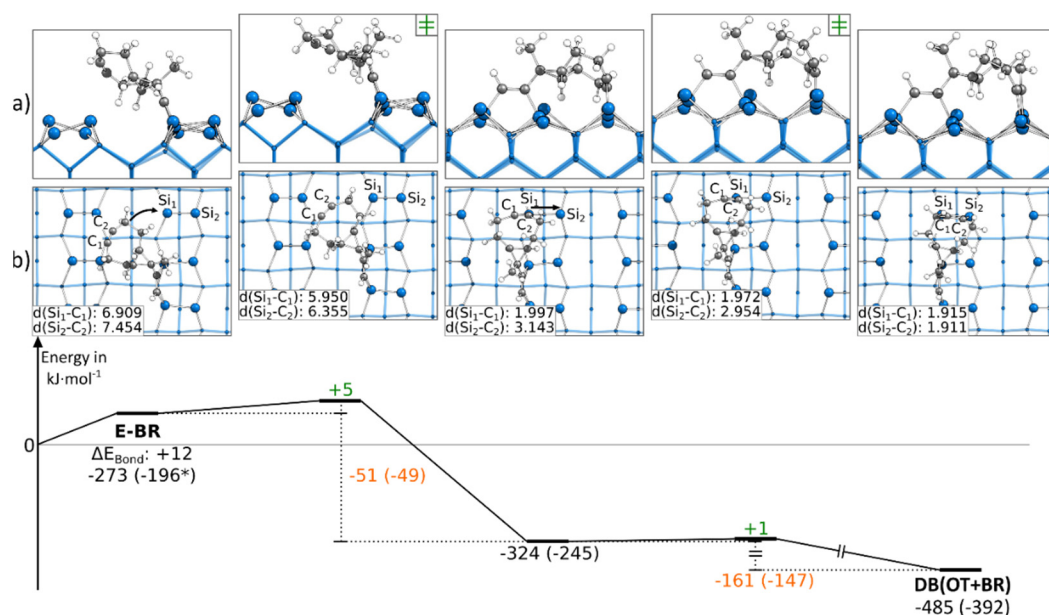 a)
b)
Si₁
Si₂
C₂
C₁
d(Si₁-C₁): 6.909
d(Si₂-C₂): 7.454
Si₁
Si₂
C₂
C₁
d(Si₁-C₁): 5.950
d(Si₂-C₂): 6.355
Si₁
Si₂
C₁
C₂
d(Si₁-C₁): 1.997
d(Si₂-C₂): 3.143
Si₁
Si₂
C₁
C₂
d(Si₁-C₁): 1.972
d(Si₂-C₂): 2.954
Si₁
Si₂
C₁
C₂
d(Si₁-C₁): 1.915
d(Si₂-C₂): 1.911
Energy in
kJ·mol⁻¹
0
E-BR
ΔE_Bond: +12
-273 (-196*)
+5
-51 (-49)
-324 (-245)
+1
-161 (-147)
DB(OT+BR)
-485 (-392)